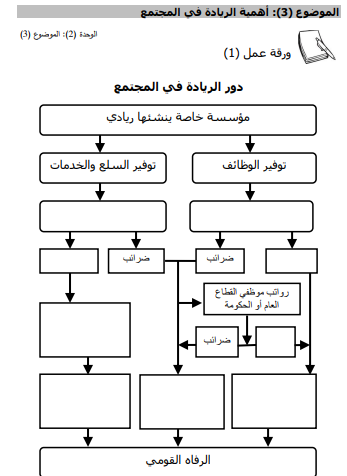 الموضوع (3): أهمية الريادة في المجتمع
الوحدة (2): الموضوع (3)
ورقة عمل (1)
دور الريادة في المجتمع
مؤسسة خاصة ينشئها ريادي
توفير الوظائف
توفير السلع والخدمات
ضرائب
ضرائب
رواتب موظفي القطاع
العام أو الحكومة
ضرائب
الرفاه القومي